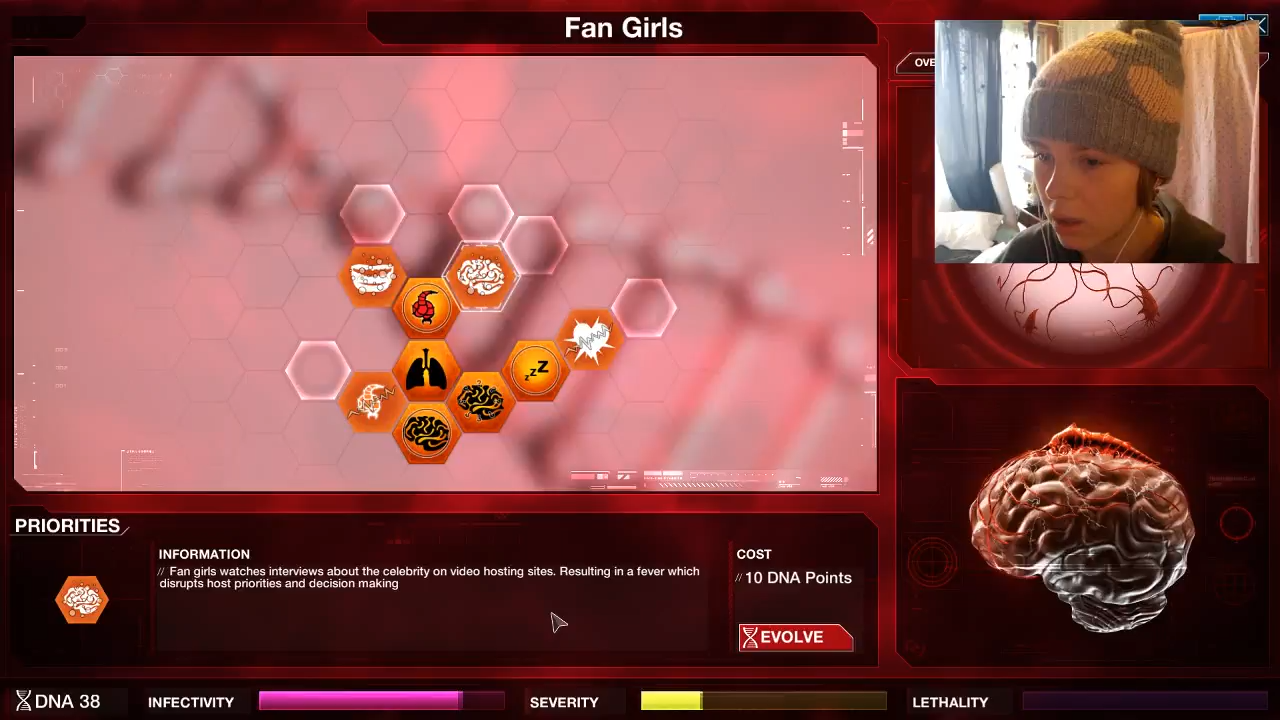 Fan Girls
OVE
zzZ
PRIORITIES
INFORMATION
// Fan girls watches interviews about the celebrity on video hosting sites. Resulting in a fever which
disrupts host priorities and decision making
COST
// 10 DNA Points
EVOLVE
DNA 38
INFECTIVITY
SEVERITY
LETHALITY